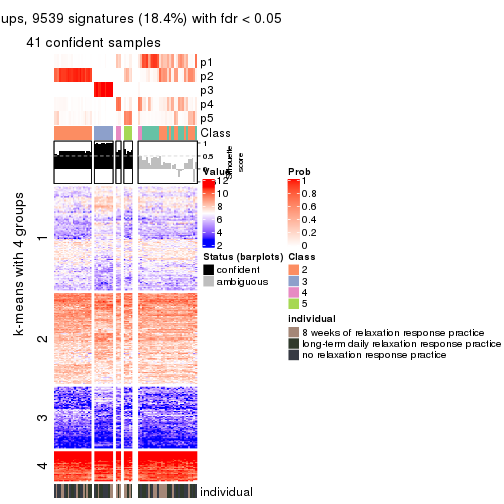 ups, 9539 signatures (18.4%) with fdr < 0.05
41 confident samples
p1
p2
p3
p4
p5
Class
1
0.5
0
Silhouette
score
k-means with 4 groups
1
2
3
4
individual
Value
12
10
8
6
4
2
Status (barplots)
confident
ambiguous
Prob
1
0.8
0.6
0.4
0.2
0
Class
2
3
4
5
individual
8 weeks of relaxation response practice
long-term daily relaxation response practice
no relaxation response practice